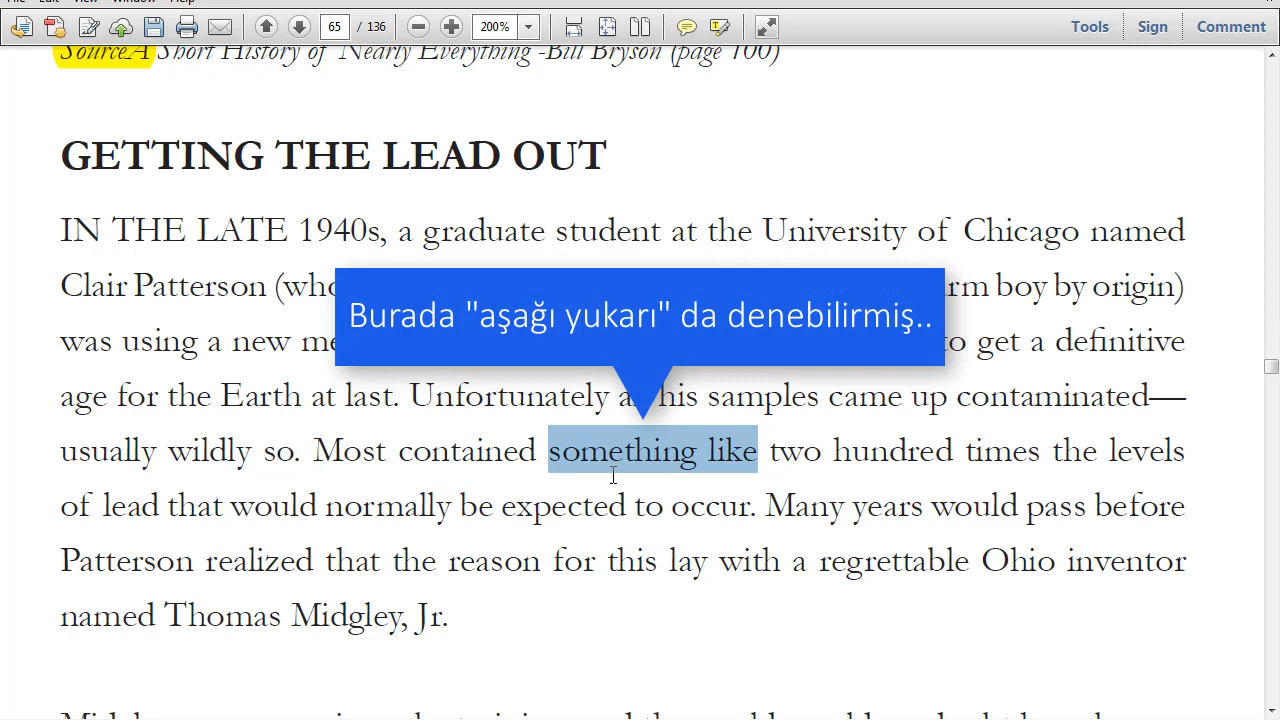 65 / 136
200%
Tools
Sign
Comment
SourceA Short History of Nearly Everything -Bill Bryson (page 100)
GETTING THE LEAD OUT
IN THE LATE 1940s, a graduate student at the University of Chicago named
Clair Patterson (who rm boy by origin)
Burada "aşağı yukarı" da denebilirmiş..
was using a new me to get a definitive
age for the Earth at last. Unfortunately his samples came up contaminated—
usually wildly so. Most contained something like two hundred times the levels
of lead that would normally be expected to occur. Many years would pass before
Patterson realized that the reason for this lay with a regrettable Ohio inventor
named Thomas Midgley, Jr.